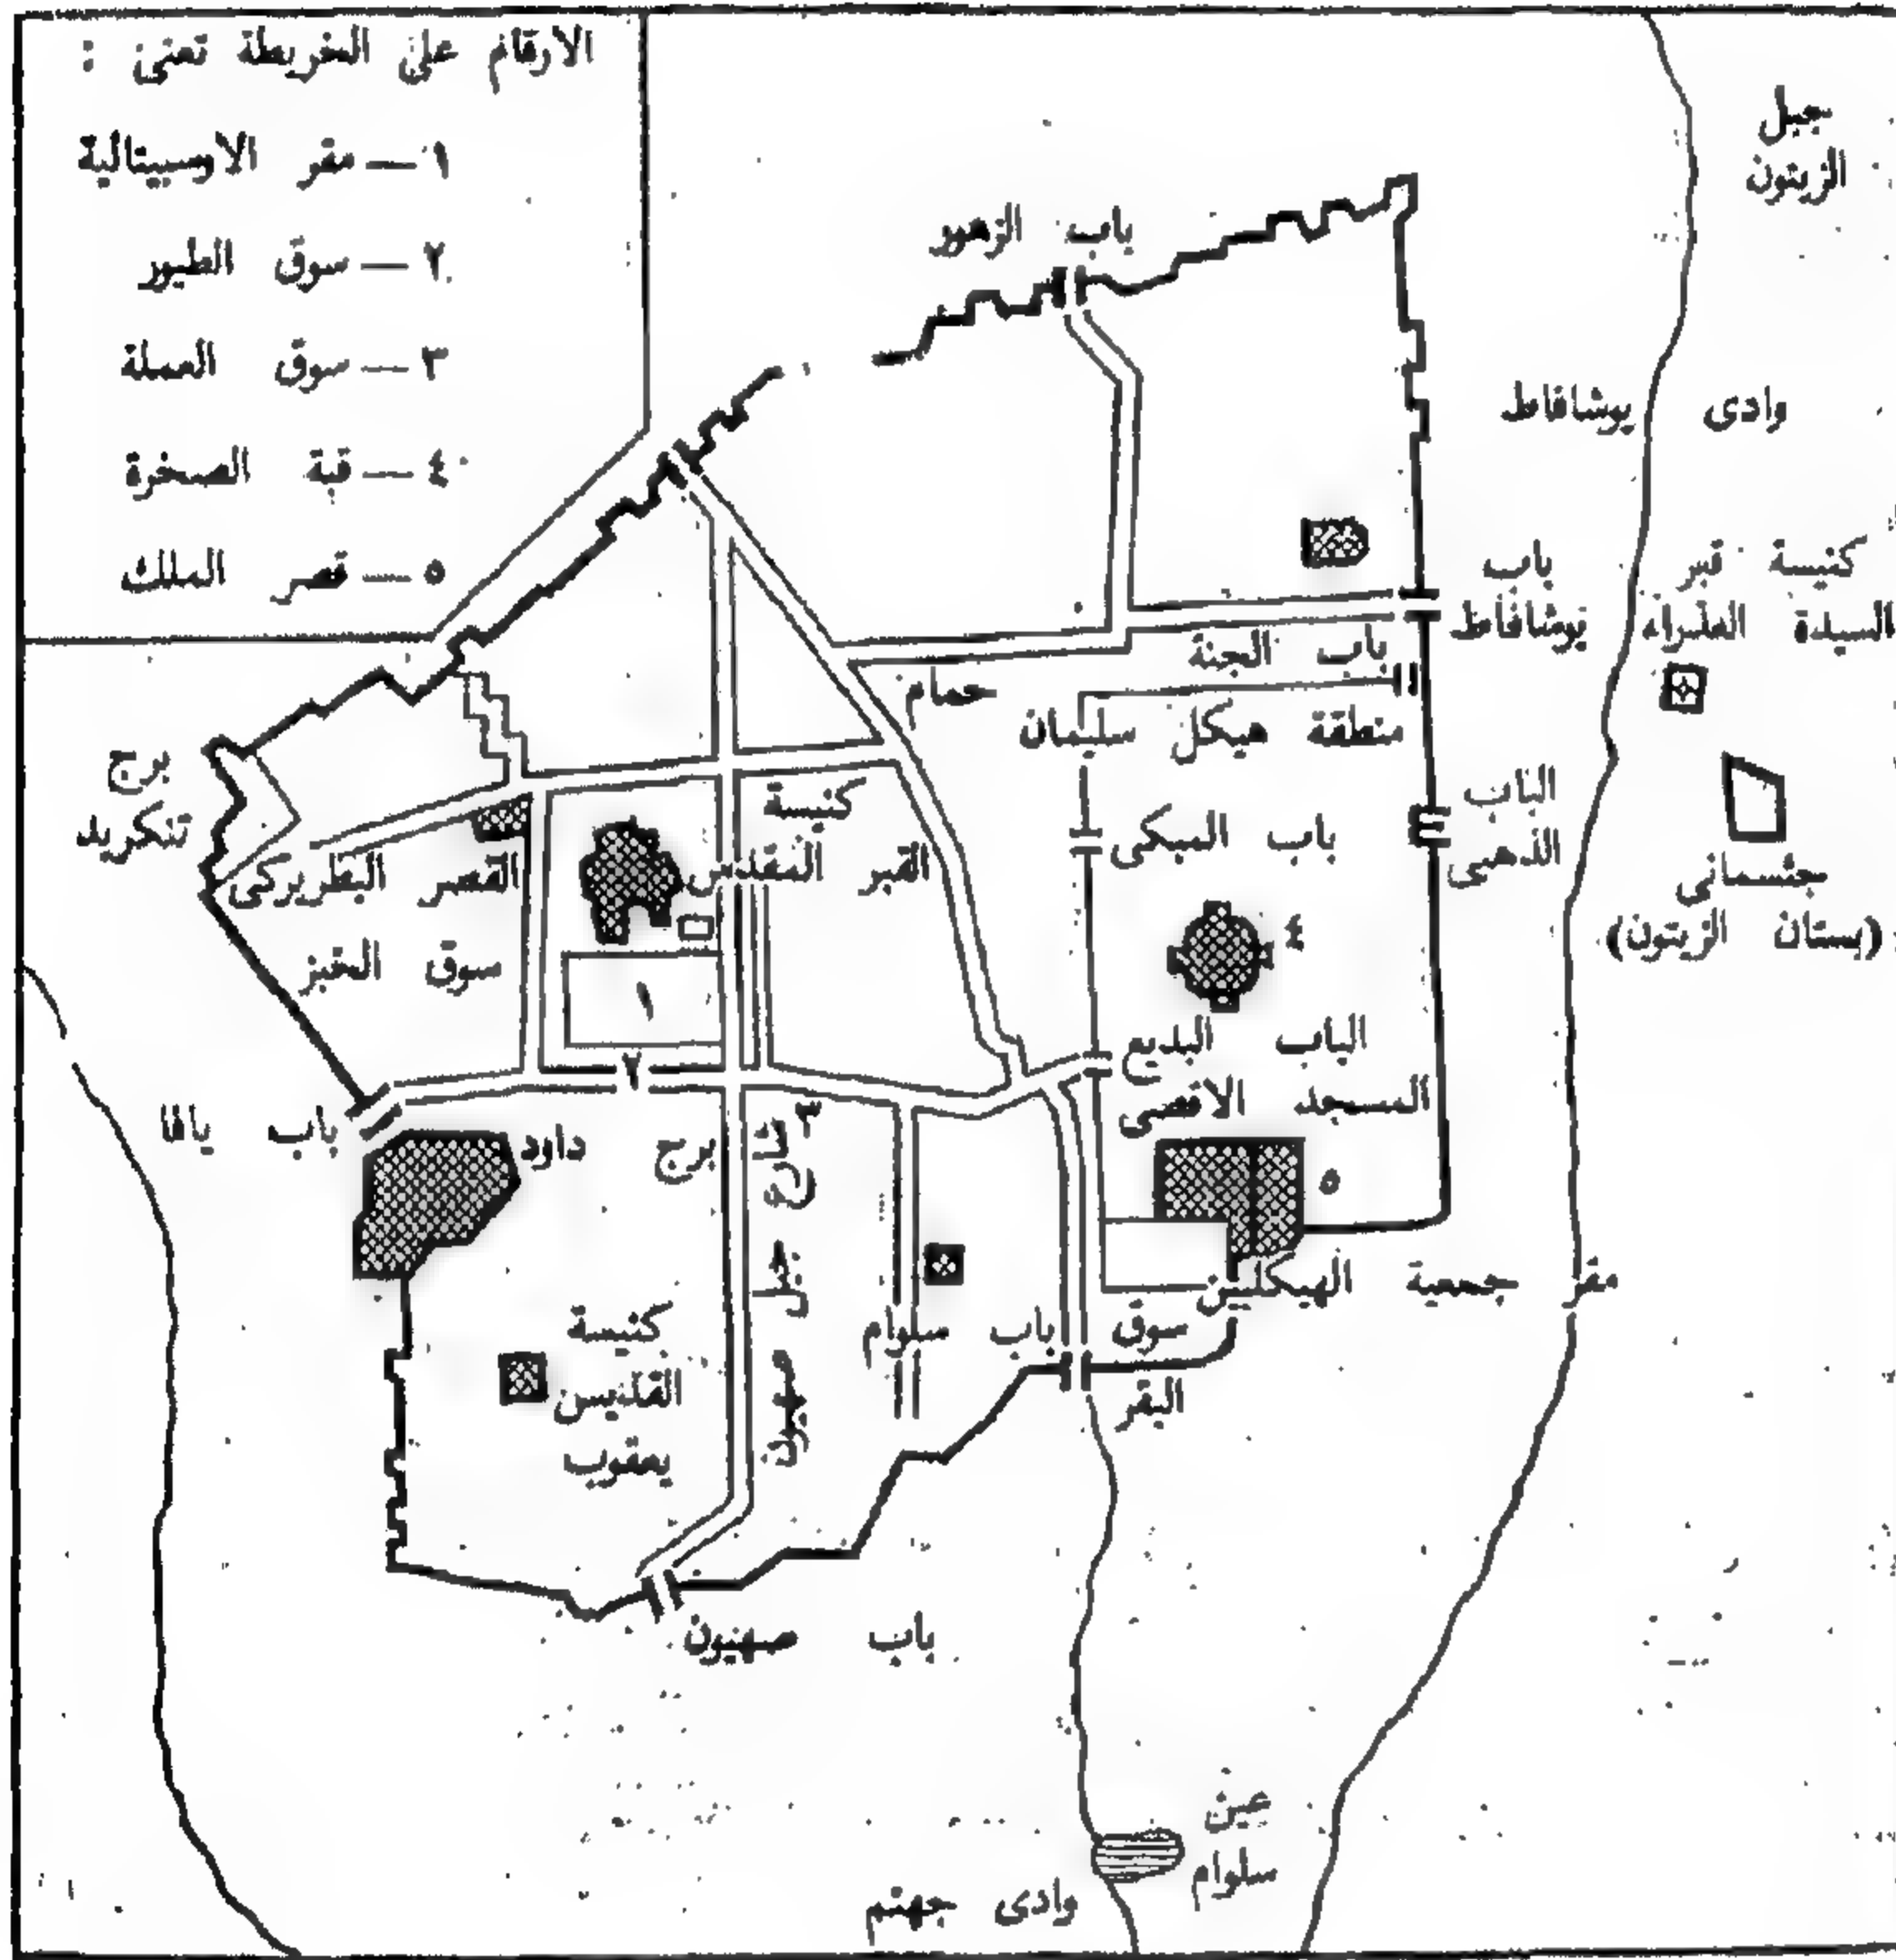 الارقام على الخريطة تعنى :
١ — مقر الاوسبيتالية
٢ — سوق الطيور
٣ — سوق العملة
٤ — قبة الصخرة
٥ — قصر الملك
جبل
الزيتون
باب الزهور
وادى يوشافاط
باب
يوشافاط
كنيسة قبر
السيدة العذراء
باب الجنة
حمام
منطقة هيكل سليمان
برج
تنكريد
كنيسة
القبر المقدس
باب المبكى
الباب
الذهبى
جثسمانى
(بستان الزيتون)
القصر البطريركى
سوق الخبز
٤
١
الباب البديع
٢
المسجد الاقصى
٣
باب يافا
برج داود
٥
شارع جبل صهيون
مقر جمعية الهيكليين
كنيسة
القديس
يعقوب
باب سلوام
سوق
البقر
باب صهيون
عين
سلوام
وادى جهنم